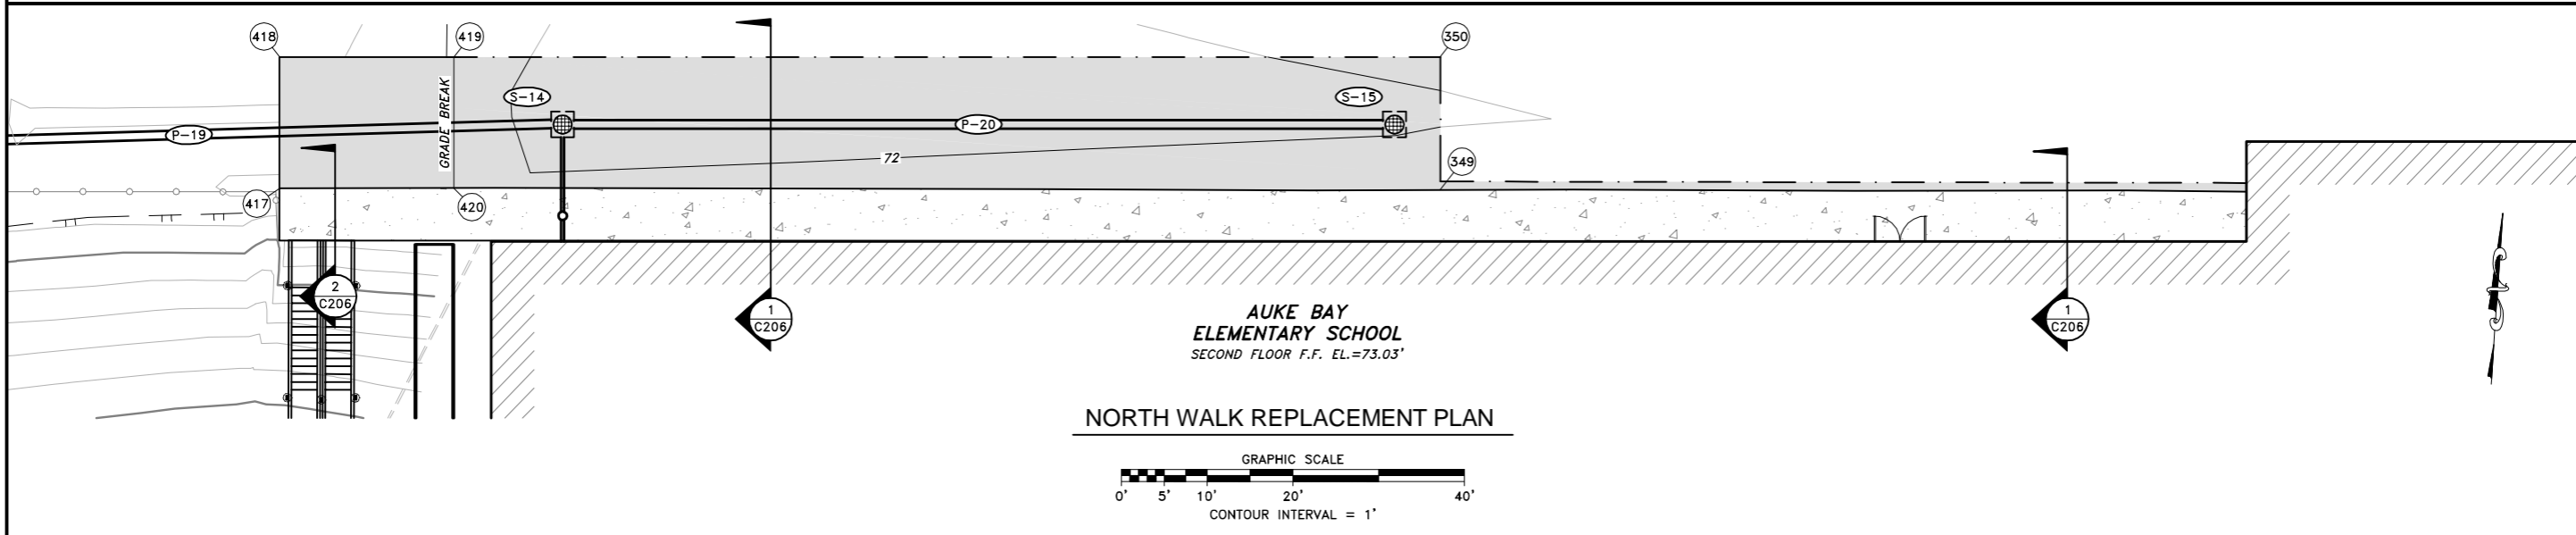 418
419
350
GRADE BREAK
S-14
S-15
P-19
P-20
72
349
417
420
2
C206
1
C206
1
C206
AUKE BAY
ELEMENTARY SCHOOL
SECOND FLOOR F.F. EL.=73.03'
NORTH WALK REPLACEMENT PLAN
GRAPHIC SCALE
0' 5' 10' 20' 40'
CONTOUR INTERVAL = 1'